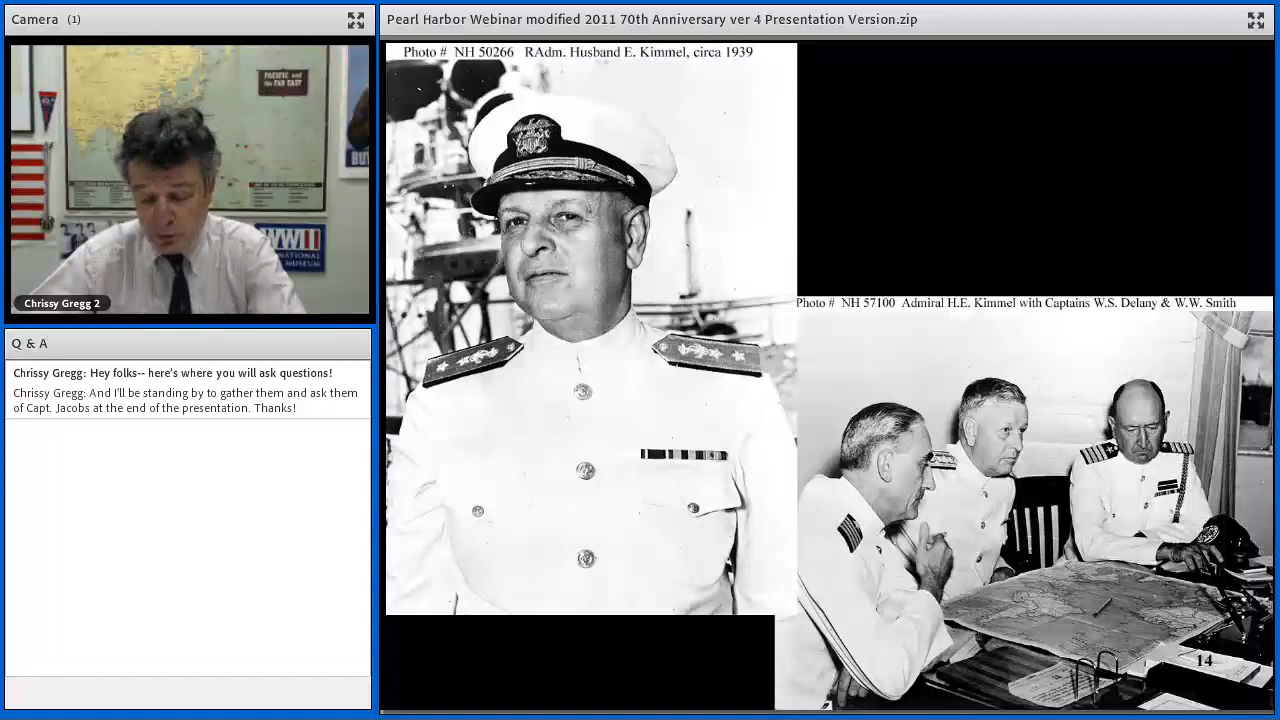 Camera (1)
PACIFIC and
the FAR EAST
BUY
WWII
NATIONAL
MUSEUM
Chrissy Gregg 2
Q & A
Chrissy Gregg: Hey folks-- here's where you will ask questions!
Chrissy Gregg: And I'll be standing by to gather them and ask them
of Capt. Jacobs at the end of the presentation. Thanks!
Pearl Harbor Webinar modified 2011 70th Anniversary ver 4 Presentation Version.zip
Photo # NH 50266 RAdm. Husband E. Kimmel, circa 1939
Photo # NH 57100 Admiral H.E. Kimmel with Captains W.S. Delany & W.W. Smith
14